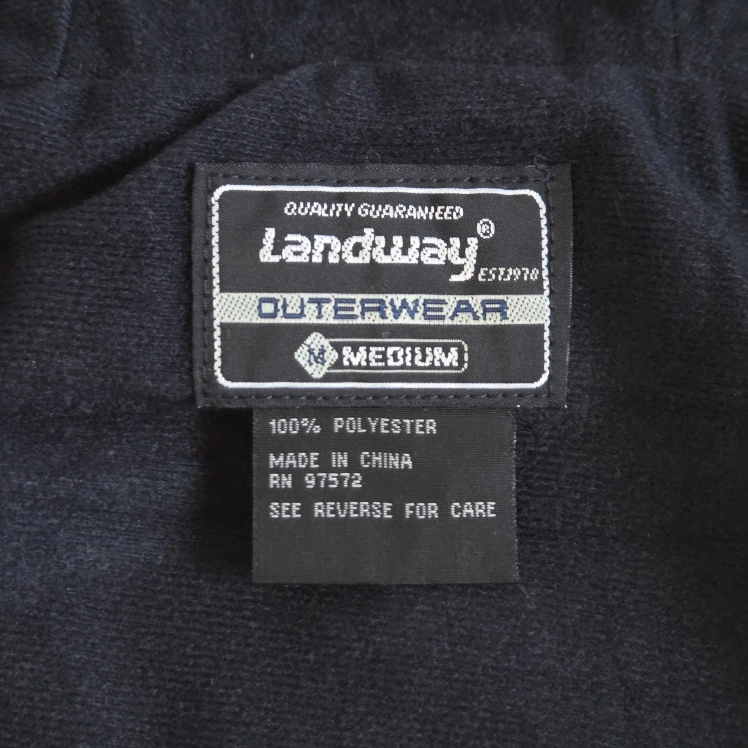 QUALITY GUARANTEED
Landway®
EST.1978
OUTERWEAR
M MEDIUM
100% POLYESTER
MADE IN CHINA
RN 97572
SEE REVERSE FOR CARE